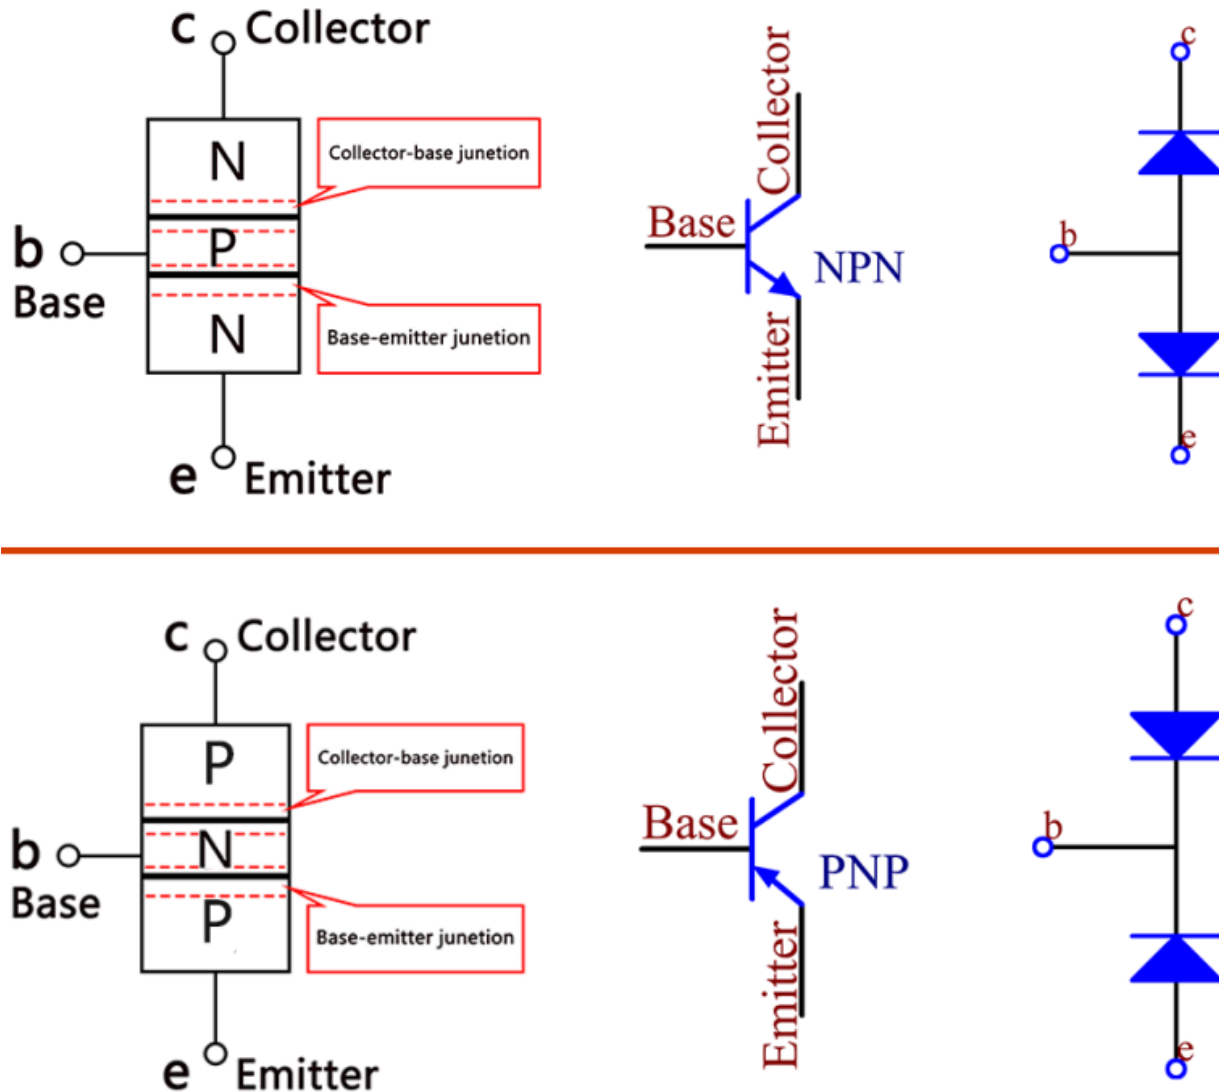 c Collector
N
Collector-base junetion
b
P
Base
Base-emitter junetion
N
e Emitter
Collector
Base
NPN
Emitter
c
b
e
c Collector
P
Collector-base junetion
b
N
Base
P
Base-emitter junetion
e Emitter
Collector
Base
PNP
Emitter
c
b
e